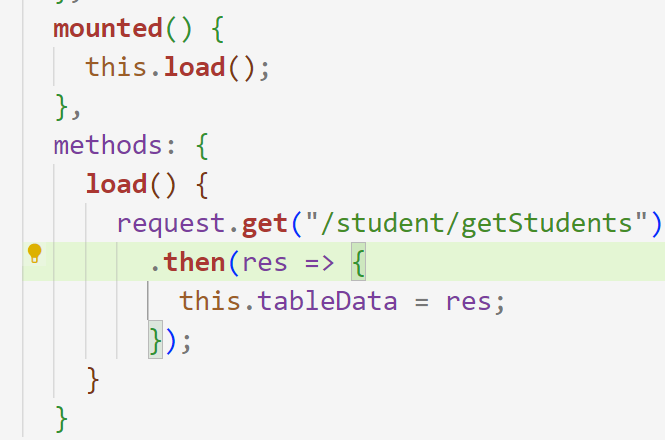 mounted() {
this.load();
},
methods: {
load() {
request.get("/student/getStudents")
.then(res => {
this.tableData = res;
});
}
}